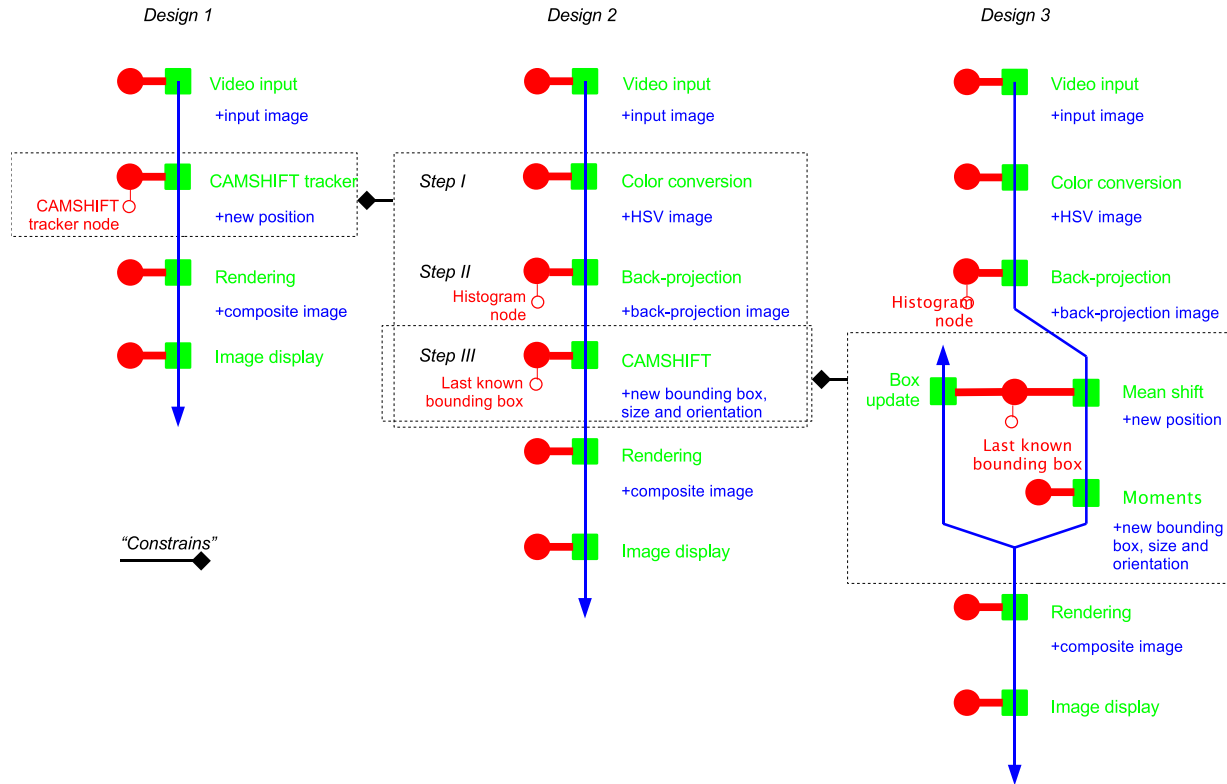 Design 1
Design 2
Design 3
Video input
+input image
CAMSHIFT tracker
+new position
CAMSHIFT
tracker node
Rendering
+composite image
Image display
"Constrains"
Video input
+input image
Step I
Color conversion
+HSV image
Step II
Back-projection
+back-projection image
Histogram
node
Step III
CAMSHIFT
+new bounding box,
size and orientation
Last known
bounding box
Rendering
+composite image
Image display
Video input
+input image
Color conversion
+HSV image
Back-projection
+back-projection image
Histogram
node
Box
update
Mean shift
+new position
Last known
bounding box
Moments
+new bounding
box, size and
orientation
Rendering
+composite image
Image display